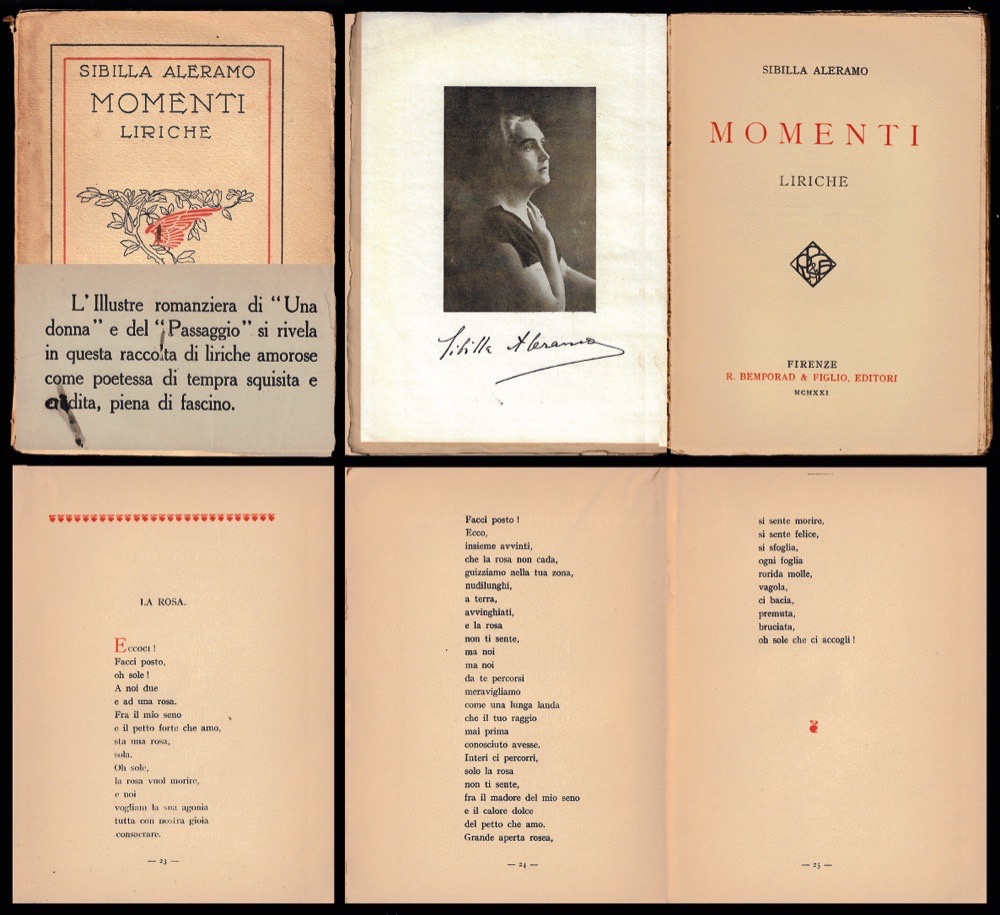 SIBILLA ALERAMO
MOMENTI
LIRICHE
L'Illustre romanziera di "Una
donna" e del "Passaggio" si rivela
in questa raccolta di liriche amorose
come poetessa di tempra squisita e
ardita, piena di fascino.
Sibilla Aleramo
SIBILLA ALERAMO
MOMENTI
LIRICHE
FIRENZE
R. BEMPORAD & FIGLIO, EDITORI
MCMXXI
LA ROSA.
Eccoci !
Facci posto,
oh sole !
A noi due
e ad una rosa.
Fra il mio seno
e il petto forte che amo,
sta una rosa,
sola.
Oh sole,
la rosa vuol morire,
e noi
vogliam la sua agonia
tutta con nostra gioia
consacrare.
— 23 —
Facci posto !
Ecco,
insieme avvinti,
che la rosa non cada,
guizziamo nella tua zona,
nudilunghi,
a terra,
avvinghiati,
e la rosa
non ti sente,
ma noi
ma noi
da te percorsi
meravigliamo
come una lunga landa
che il tuo raggio
mai prima
conosciuto avesse.
Interi ci percorri,
solo la rosa
non ti sente,
fra il madore del mio seno
e il calore dolce
del petto che amo.
Grande aperta rosea,
— 24 —
si sente morire,
si sente felice,
si sfoglia,
ogni foglia
rorida molle,
vagola,
ci bacia,
premuta,
bruciata,
oh sole che ci accogli !
— 25 —